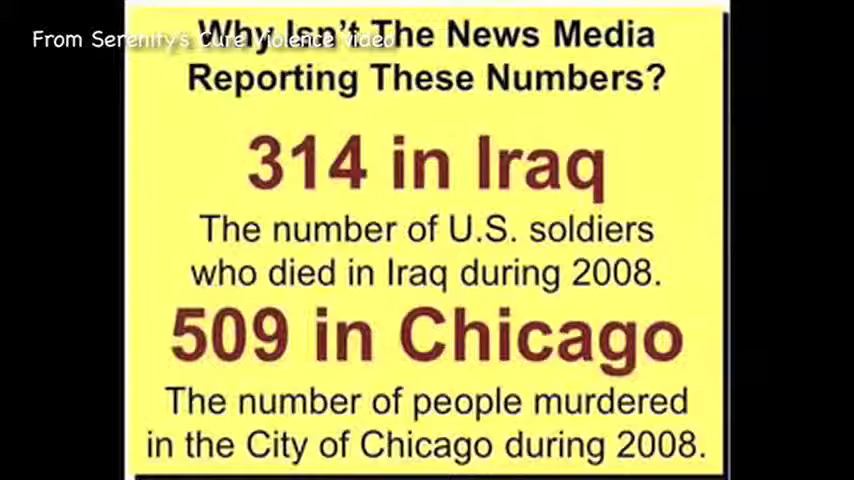 From Serenity's Cure Violence video
Why Isn't The News Media
Reporting These Numbers?
314 in Iraq
The number of U.S. soldiers
who died in Iraq during 2008.
509 in Chicago
The number of people murdered
in the City of Chicago during 2008.